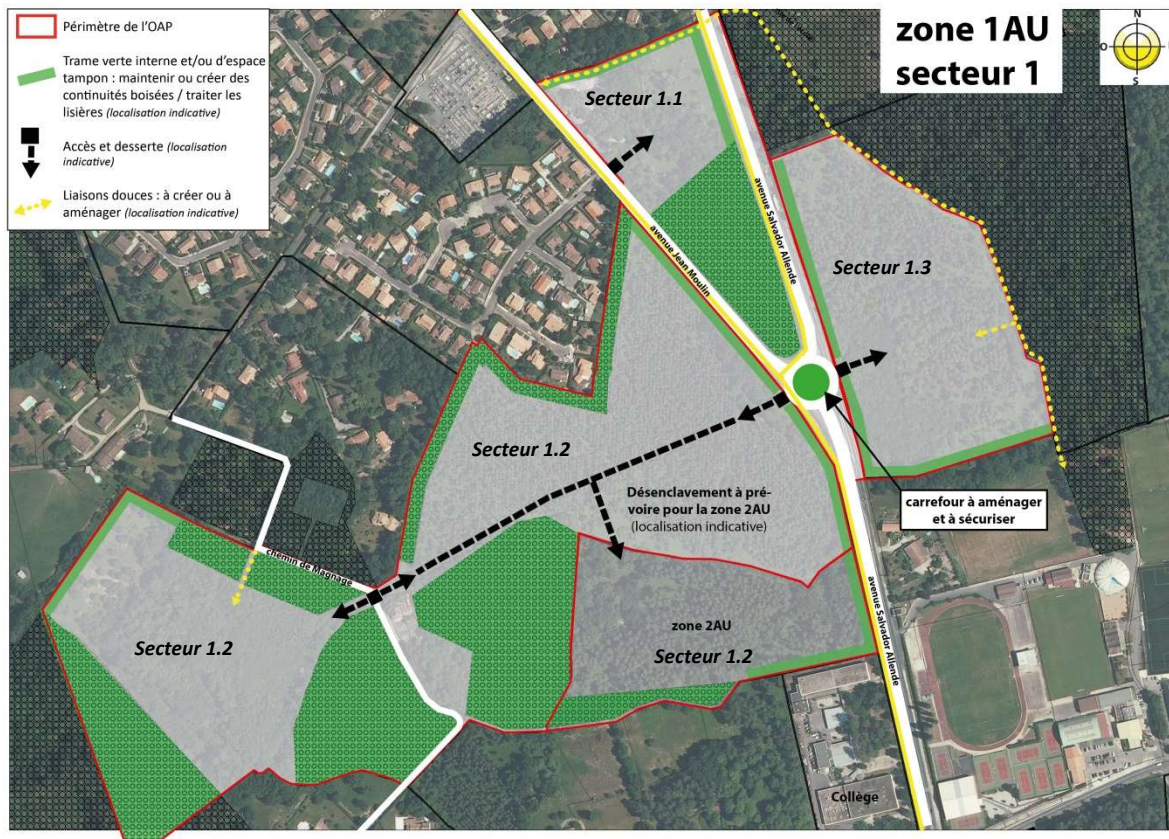 Périmètre de l'OAP
Trame verte interne et/ou d'espace
tampon : maintenir ou créer des
continuités boisées / traiter les
lisières (localisation indicative)
Accès et desserte (localisation
indicative)
Liaisons douces : à créer ou à
aménager (localisation indicative)
zone 1AU
secteur 1
N
O
S
Secteur 1.1
avenue Salvador Allende
avenue Jean Moulin
Secteur 1.3
Secteur 1.2
Désenclavement à pré-
voire pour la zone 2AU
(localisation indicative)
carrefour à aménager
et à sécuriser
chemin de Magnage
zone 2AU
Secteur 1.2
Secteur 1.2
avenue Salvador Allende
Collège